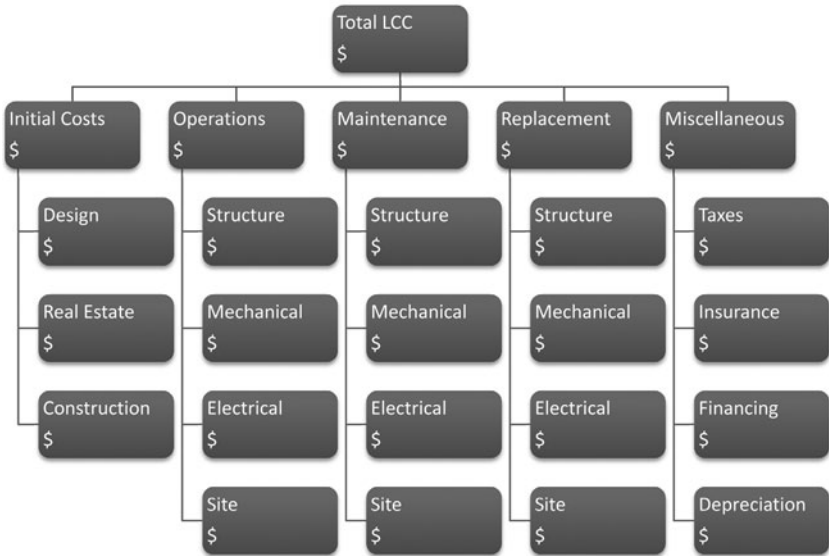 Total LCC
$
Initial Costs
$
Operations
$
Maintenance
$
Replacement
$
Miscellaneous
$
Design
$
Real Estate
$
Construction
$
Structure
$
Mechanical
$
Electrical
$
Site
$
Structure
$
Mechanical
$
Electrical
$
Site
$
Structure
$
Mechanical
$
Electrical
$
Site
$
Taxes
$
Insurance
$
Financing
$
Depreciation
$